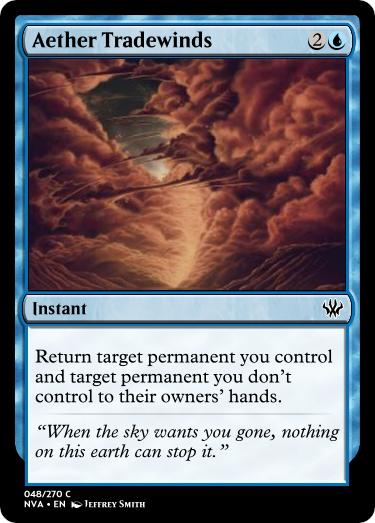 Aether Tradewinds 2
Instant
Return target permanent you control
and target permanent you don't
control to their owners' hands.
"When the sky wants you gone, nothing
on this earth can stop it."
048/270 C
NVA • EN Jeffrey Smith